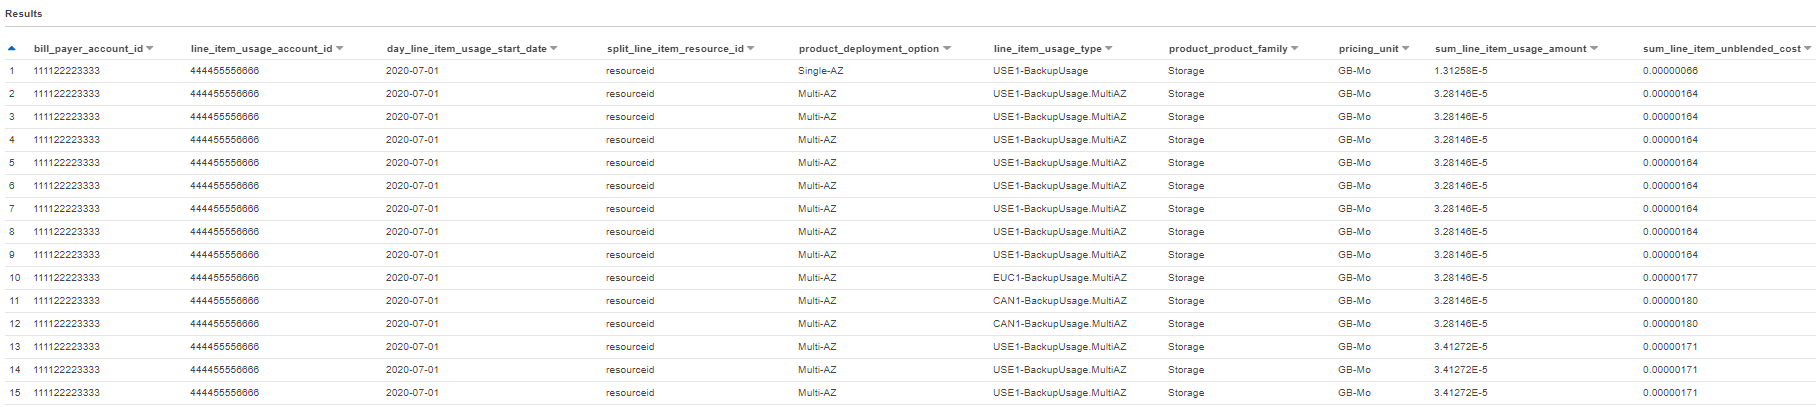 Results
bill_payer_account_id line_item_usage_account_id day_line_item_usage_start_date split_line_item_resource_id product_deployment_option line_item_usage_type product_product_family pricing_unit sum_line_item_usage_amount sum_line_item_unblended_cost
1 111122223333 444455556666 2020-07-01 resourceid Single-AZ USE1-BackupUsage Storage GB-Mo 1.31258E-5 0.00000066
2 111122223333 444455556666 2020-07-01 resourceid Multi-AZ USE1-BackupUsage.MultiAZ Storage GB-Mo 3.28146E-5 0.00000164
3 111122223333 444455556666 2020-07-01 resourceid Multi-AZ USE1-BackupUsage.MultiAZ Storage GB-Mo 3.28146E-5 0.00000164
4 111122223333 444455556666 2020-07-01 resourceid Multi-AZ USE1-BackupUsage.MultiAZ Storage GB-Mo 3.28146E-5 0.00000164
5 111122223333 444455556666 2020-07-01 resourceid Multi-AZ USE1-BackupUsage.MultiAZ Storage GB-Mo 3.28146E-5 0.00000164
6 111122223333 444455556666 2020-07-01 resourceid Multi-AZ USE1-BackupUsage.MultiAZ Storage GB-Mo 3.28146E-5 0.00000164
7 111122223333 444455556666 2020-07-01 resourceid Multi-AZ USE1-BackupUsage.MultiAZ Storage GB-Mo 3.28146E-5 0.00000164
8 111122223333 444455556666 2020-07-01 resourceid Multi-AZ USE1-BackupUsage.MultiAZ Storage GB-Mo 3.28146E-5 0.00000164
9 111122223333 444455556666 2020-07-01 resourceid Multi-AZ USE1-BackupUsage.MultiAZ Storage GB-Mo 3.28146E-5 0.00000164
10 111122223333 444455556666 2020-07-01 resourceid Multi-AZ EUC1-BackupUsage.MultiAZ Storage GB-Mo 3.28146E-5 0.00000177
11 111122223333 444455556666 2020-07-01 resourceid Multi-AZ CAN1-BackupUsage.MultiAZ Storage GB-Mo 3.28146E-5 0.00000180
12 111122223333 444455556666 2020-07-01 resourceid Multi-AZ CAN1-BackupUsage.MultiAZ Storage GB-Mo 3.28146E-5 0.00000180
13 111122223333 444455556666 2020-07-01 resourceid Multi-AZ USE1-BackupUsage.MultiAZ Storage GB-Mo 3.41272E-5 0.00000171
14 111122223333 444455556666 2020-07-01 resourceid Multi-AZ USE1-BackupUsage.MultiAZ Storage GB-Mo 3.41272E-5 0.00000171
15 111122223333 444455556666 2020-07-01 resourceid Multi-AZ USE1-BackupUsage.MultiAZ Storage GB-Mo 3.41272E-5 0.00000171